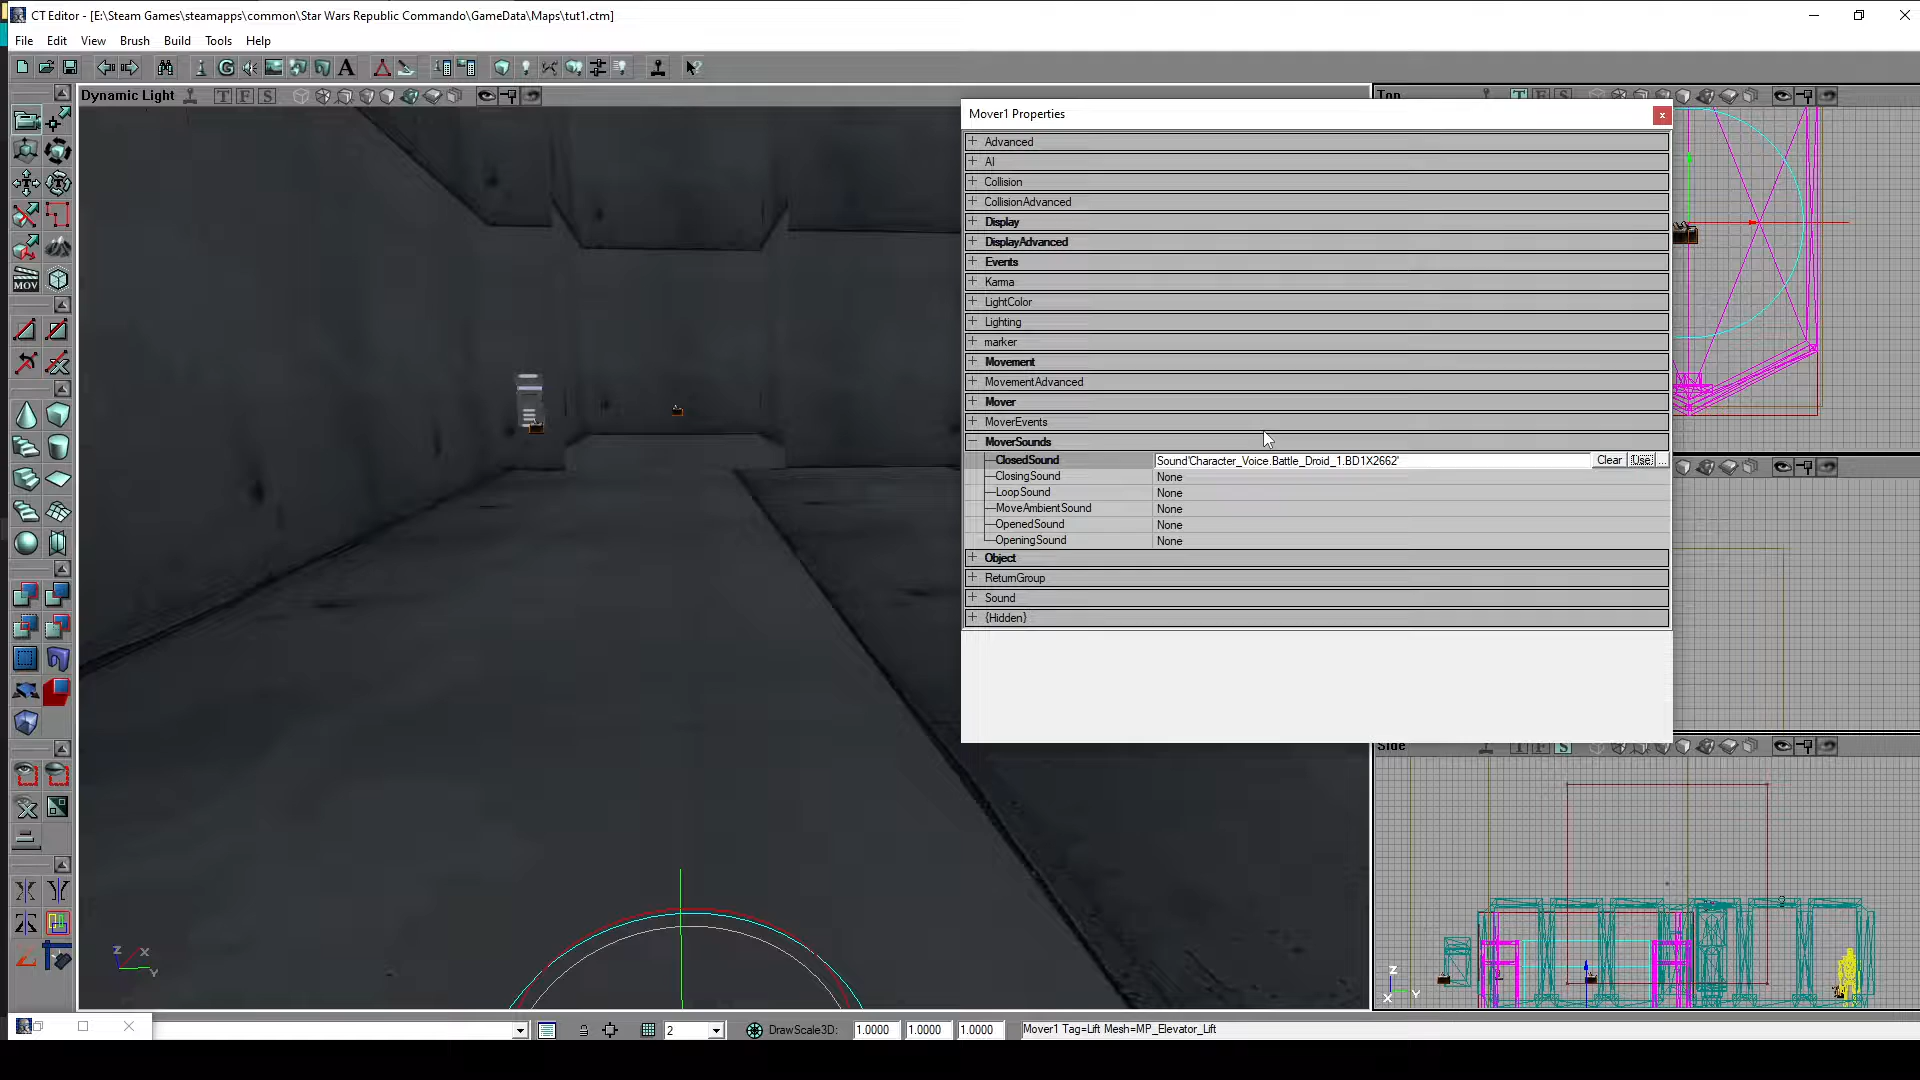 CT Editor - [E:\Steam Games\steamapps\common\Star Wars Republic Commando\GameData\Maps\tut1.ctm]
File Edit View Brush Build Tools Help
Dynamic Light
T F S
Top
Mover1 Properties
x
Advanced
AI
Collision
CollisionAdvanced
Display
DisplayAdvanced
Events
Karma
LightColor
Lighting
marker
Movement
MovementAdvanced
Mover
MoverEvents
MoverSounds
ClosedSound Sound'Character_Voice.Battle_Droid_1.BD1X2662' Clear Use ...
ClosingSound None
LoopSound None
MoveAmbientSound None
OpenedSound None
OpeningSound None
Object
ReturnGroup
Sound
{Hidden}
MOV
Side
T F S
Z X Y
Z X Y
2 DrawScale3D: 1.0000 1.0000 1.0000 Mover1 Tag=Lift Mesh=MP_Elevator_Lift